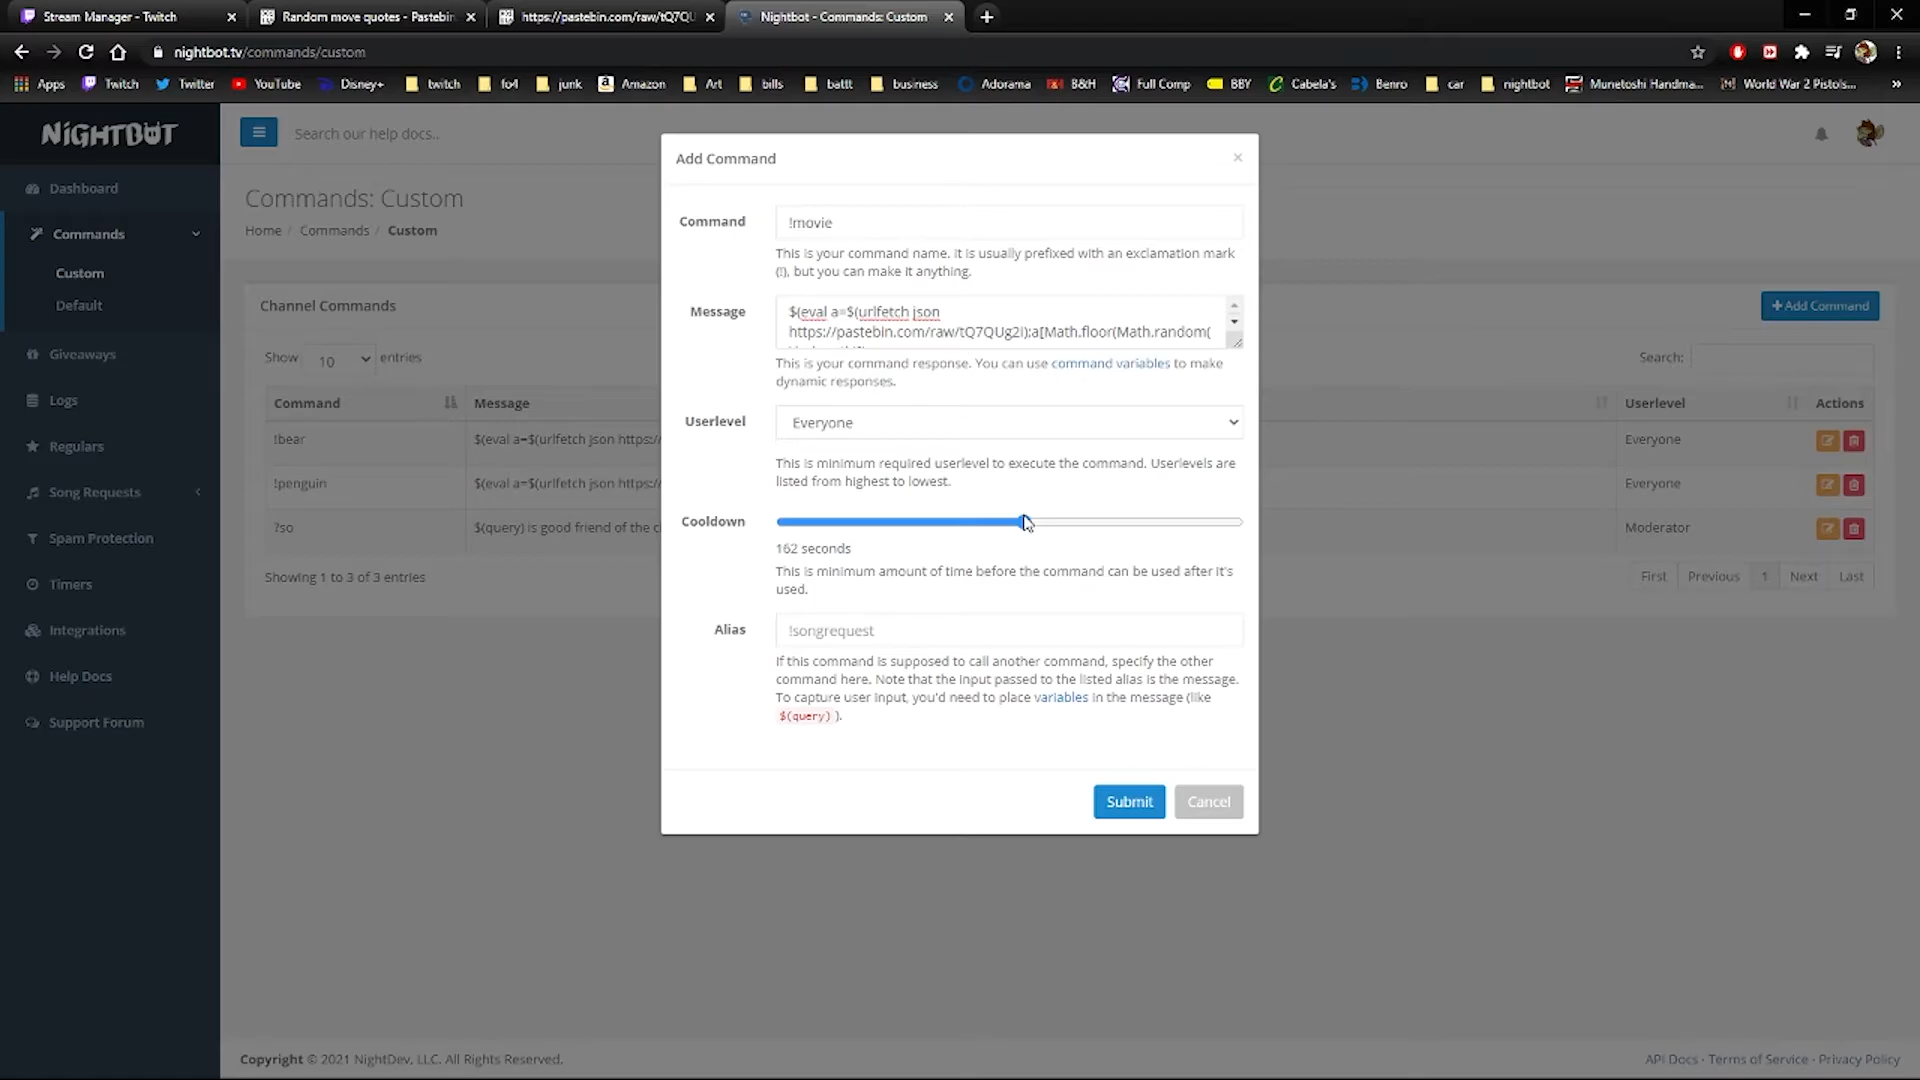 Stream Manager - Twitch
Random move quotes - Pastebin
https://pastebin.com/raw/tQ7QU
Nightbot - Commands: Custom
nightbot.tv/commands/custom
Apps Twitch Twitter YouTube Disney+ twitch fo4 junk Amazon Art bills battt business Adorama B&H Full Comp BBY Cabela's Benro car nightbot Munetoshi Handma... World War 2 Pistols... »
NiGHTBOT
Search our help docs..
Dashboard
Commands
Custom
Default
Giveaways
Logs
Regulars
Song Requests
Spam Protection
Timers
Integrations
Help Docs
Support Forum
Commands: Custom
Home / Commands / Custom
Channel Commands
+ Add Command
Show 10 entries
Search:
Command Message Userlevel Actions
!bear $(eval a=$(urlfetch json https:/ Everyone
!penguin $(eval a=$(urlfetch json https:/ Everyone
?so $(query) is good friend of the c Moderator
Showing 1 to 3 of 3 entries
First Previous 1 Next Last
Add Command
×
Command
!movie
This is your command name. It is usually prefixed with an exclamation mark
(!), but you can make it anything.
Message
$(eval a=$(urlfetch json
https://pastebin.com/raw/tQ7QUg2i);a[Math.floor(Math.random(
This is your command response. You can use command variables to make
dynamic responses.
Userlevel
Everyone
This is minimum required userlevel to execute the command. Userlevels are
listed from highest to lowest.
Cooldown
162 seconds
This is minimum amount of time before the command can be used after it's
used.
Alias
!songrequest
If this command is supposed to call another command, specify the other
command here. Note that the input passed to the listed alias is the message.
To capture user input, you'd need to place variables in the message (like
$(query) ).
Submit
Cancel
Copyright © 2021 NightDev, LLC. All Rights Reserved.
API Docs · Terms of Service · Privacy Policy